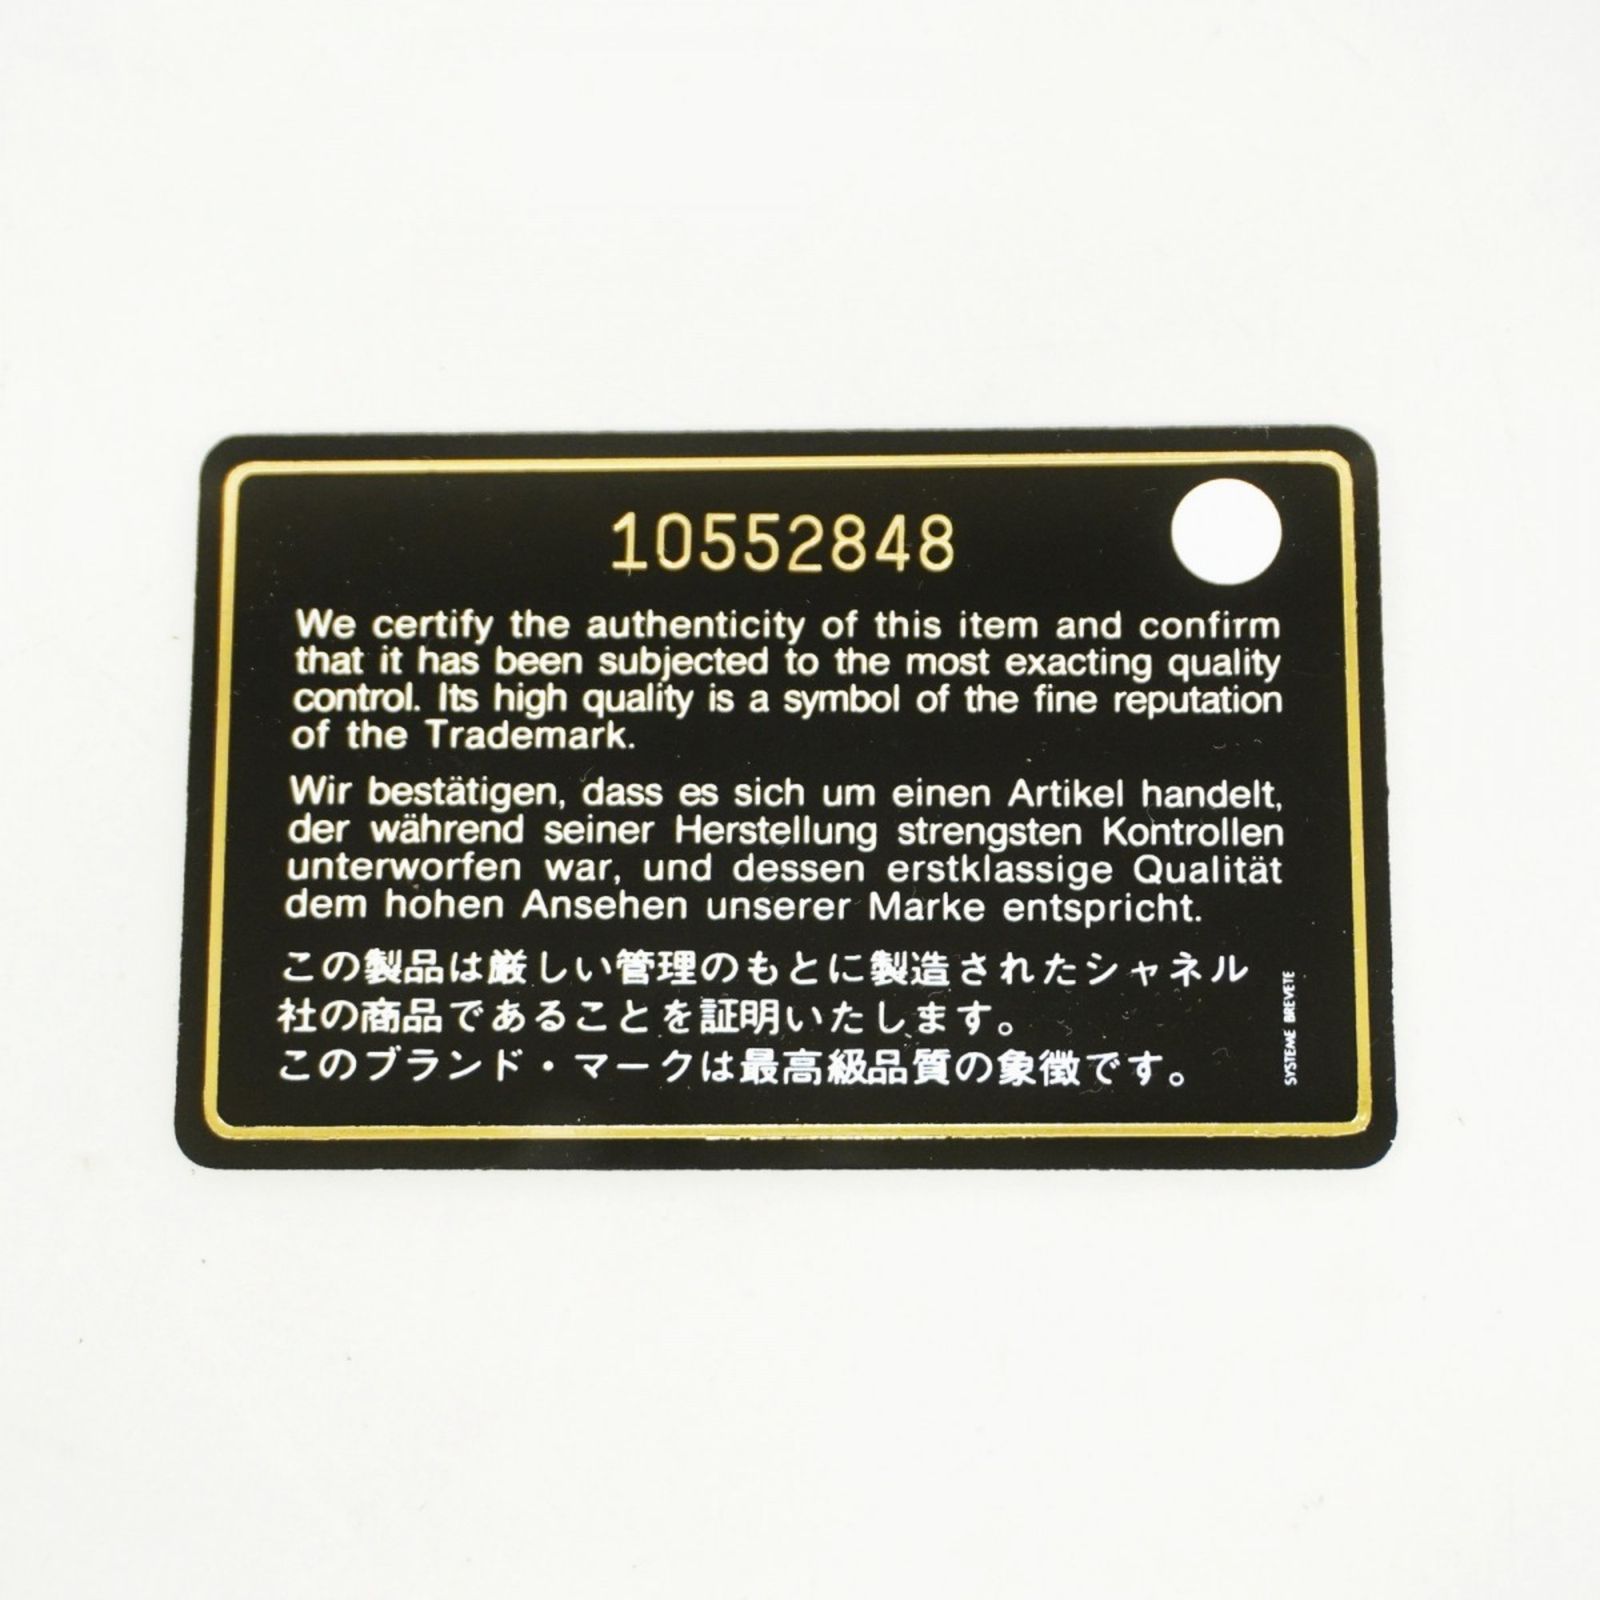 10552848
We certify the authenticity of this item and confirm
that it has been subjected to the most exacting quality
control. Its high quality is a symbol of the fine reputation
of the Trademark.
Wir bestätigen, dass es sich um einen Artikel handelt,
der während seiner Herstellung strengsten Kontrollen
unterworfen war, und dessen erstklassige Qualität
dem hohen Ansehen unserer Marke entspricht.
この製品は厳しい管理のもとに製造されたシャネル
社の商品であることを証明いたします。
このブランド・マークは最高級品質の象徴です。
SYSTEME BREVETE